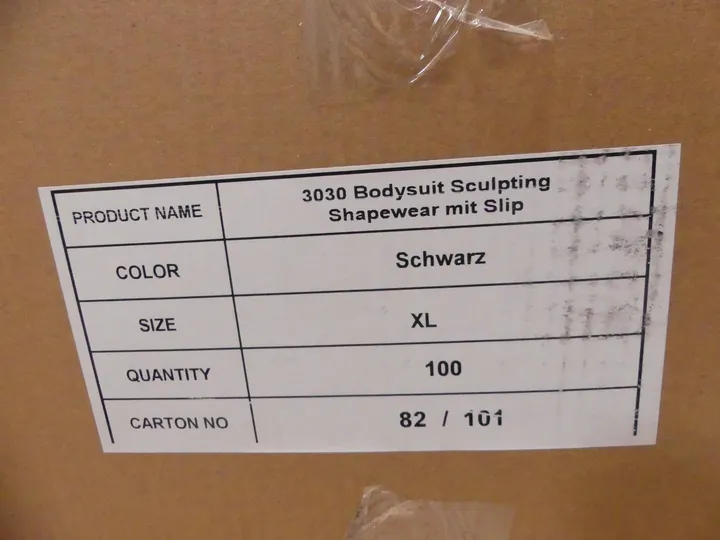 PRODUCT NAME 3030 Bodysuit Sculpting
Shapewear mit Slip
COLOR Schwarz
SIZE XL
QUANTITY 100
CARTON NO 82 / 101